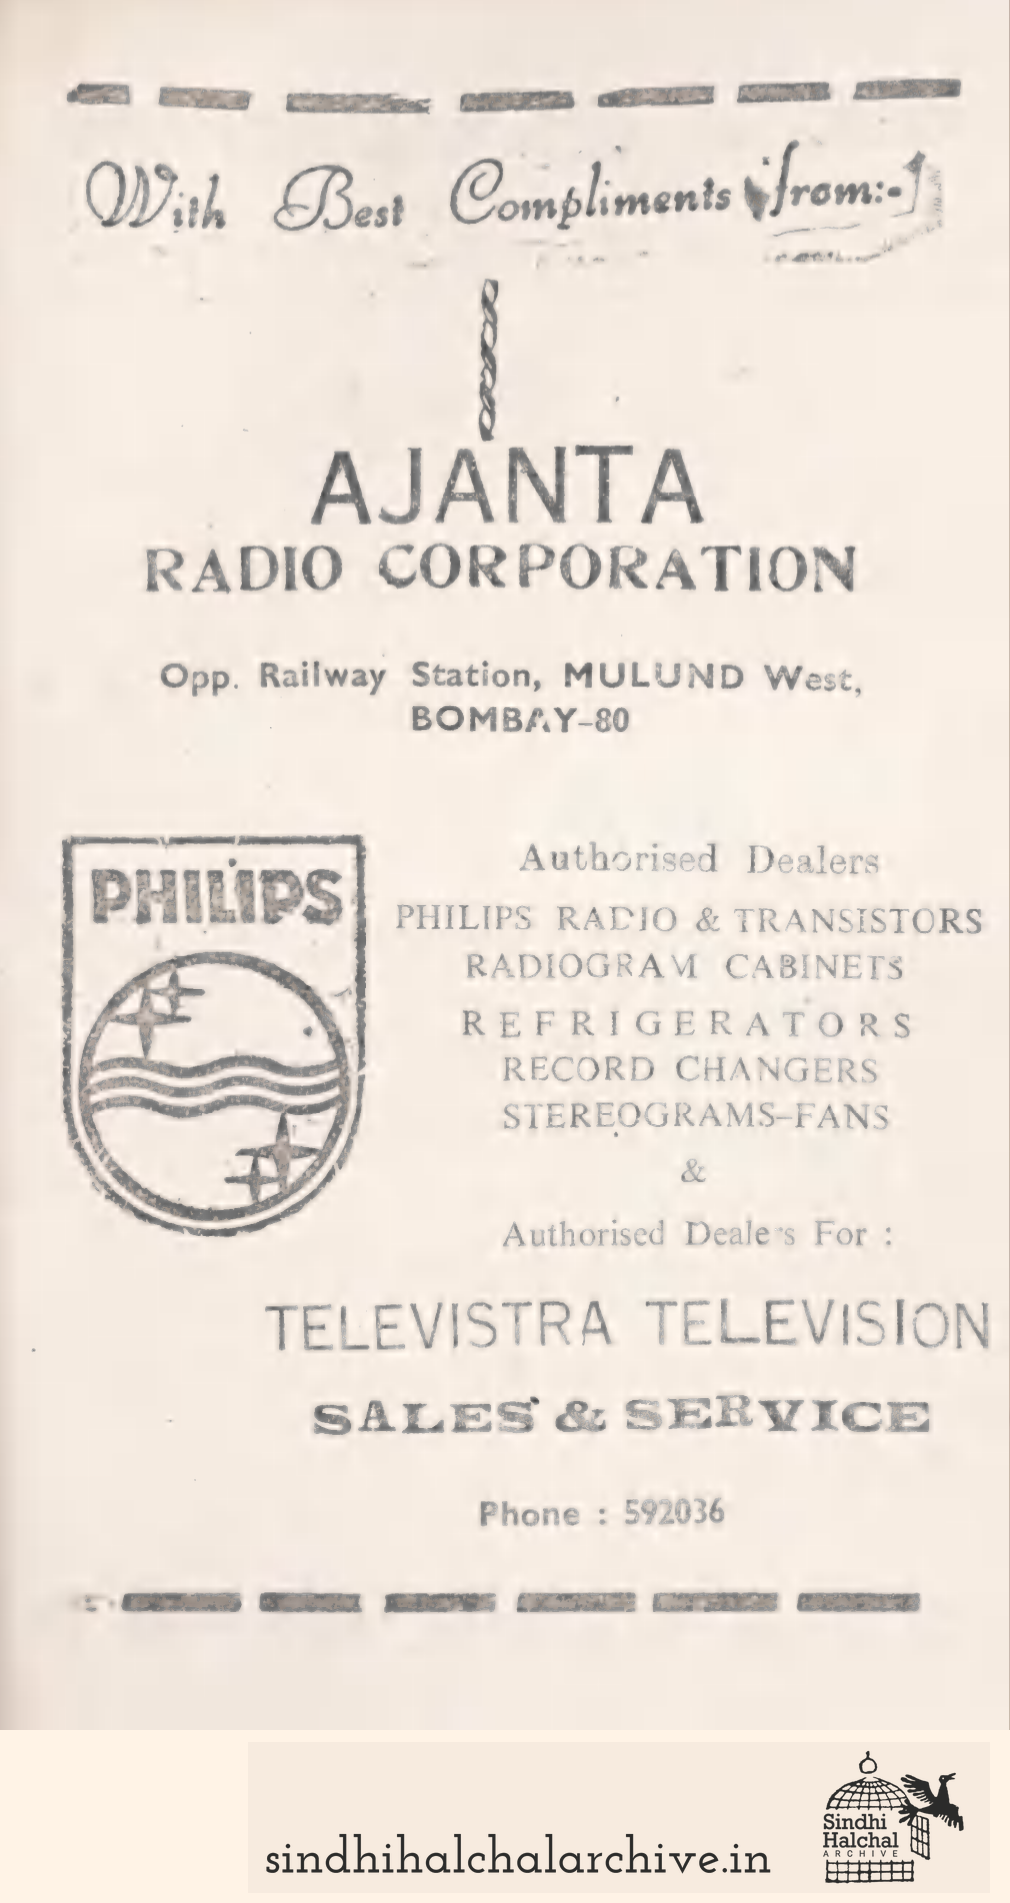 With Best Compliments from:-
AJANTA
RADIO CORPORATION
Opp. Railway Station, MULUND West,
BOMBAY-80
PHILIPS
Authorised Dealers
PHILIPS RADIO & TRANSISTORS
RADIOGRAM CABINETS
REFRIGERATORS
RECORD CHANGERS
STEREOGRAMS-FANS
&
Authorised Deale's For :
TELEVISTRA TELEVISION
SALES & SERVICE
Phone : 592036
sindhihalchalarchive.in
Sindhi
Halchal
ARCHIVE